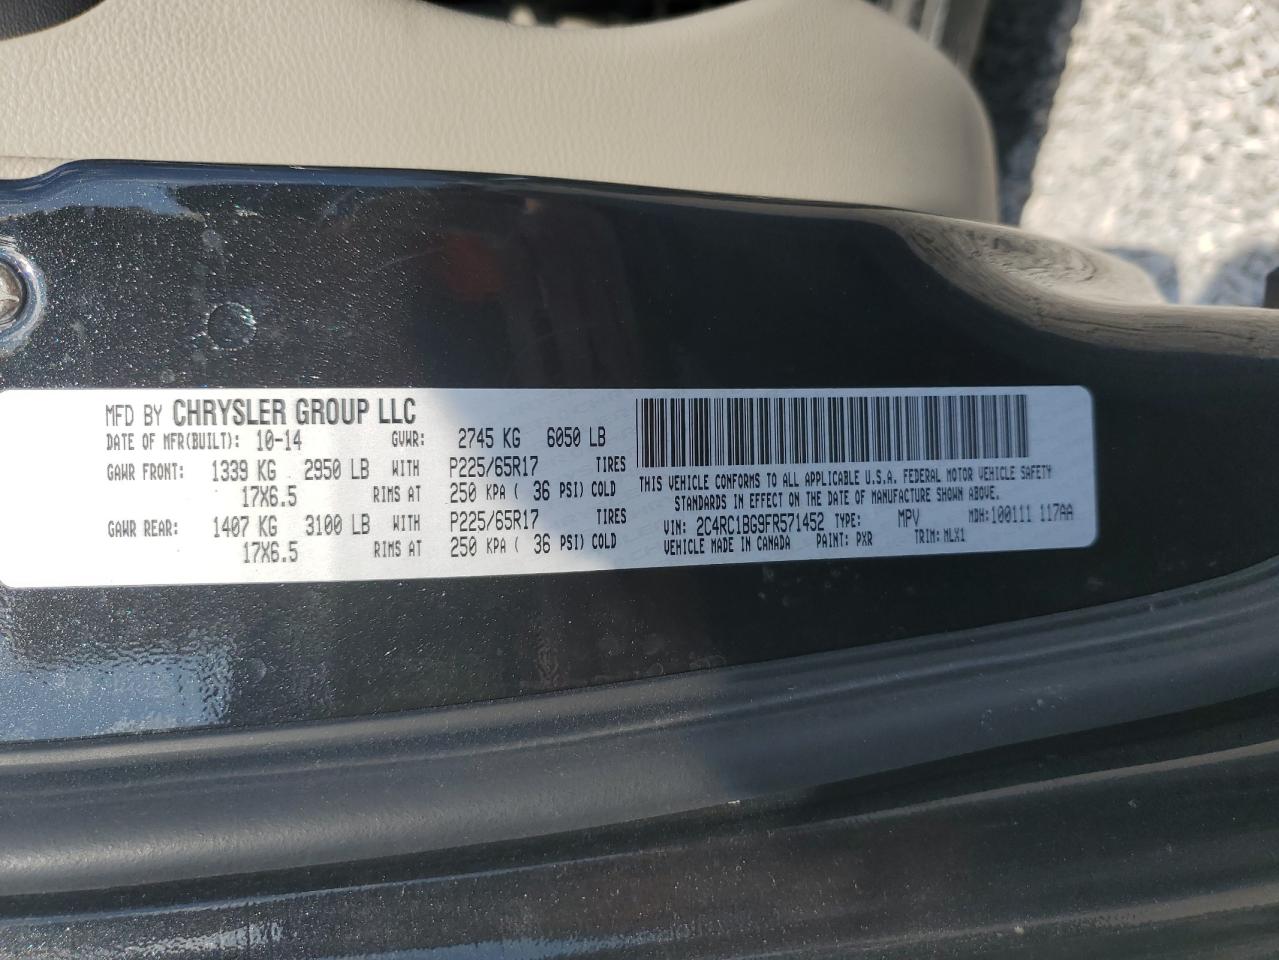 MFD BY CHRYSLER GROUP LLC
DATE OF MFR(BUILT): 10-14 GVWR: 2745 KG 6050 LB
GAWR FRONT: 1339 KG 2950 LB WITH P225/65R17 TIRES
17X6.5 RIMS AT 250 KPA ( 36 PSI) COLD
GAWR REAR: 1407 KG 3100 LB WITH P225/65R17 TIRES
17X6.5 RIMS AT 250 KPA ( 36 PSI) COLD
THIS VEHICLE CONFORMS TO ALL APPLICABLE U.S.A. FEDERAL MOTOR VEHICLE SAFETY
STANDARDS IN EFFECT ON THE DATE OF MANUFACTURE SHOWN ABOVE.
VIN: 2C4RC1BG9FR571452 TYPE: MPV MDH:100111 117AA
VEHICLE MADE IN CANADA PAINT: PXR TRIM: MLX1